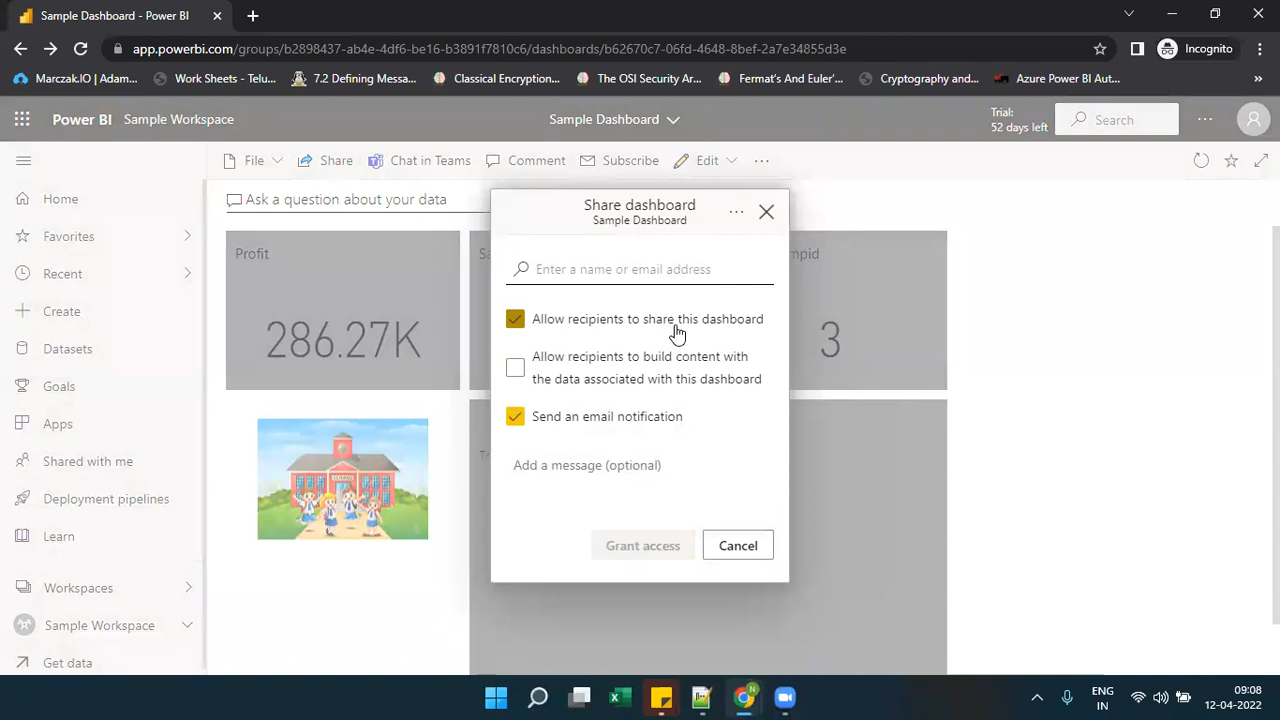 Sample Dashboard - Power BI
app.powerbi.com/groups/b2898437-ab4e-4df6-be16-b3891f7810c6/dashboards/b62670c7-06fd-4648-8bef-2a7e34855d3e
Incognito
Marczak.IO | Adam...
Work Sheets - Telu...
7.2 Defining Messa...
Classical Encryption...
The OSI Security Ar...
Fermat's And Euler'...
Cryptography and...
Azure Power BI Aut...
Power BI
Sample Workspace
Sample Dashboard
Trial:
52 days left
Search
File
Share
Chat in Teams
Comment
Subscribe
Edit
Home
Favorites
Recent
Create
Datasets
Goals
Apps
Shared with me
Deployment pipelines
Learn
Workspaces
Sample Workspace
Get data
Ask a question about your data
Profit
286.27K
3
Share dashboard
Sample Dashboard
Enter a name or email address
Allow recipients to share this dashboard
Allow recipients to build content with
the data associated with this dashboard
Send an email notification
Add a message (optional)
Grant access
Cancel
ENG
IN
09:08
12-04-2022